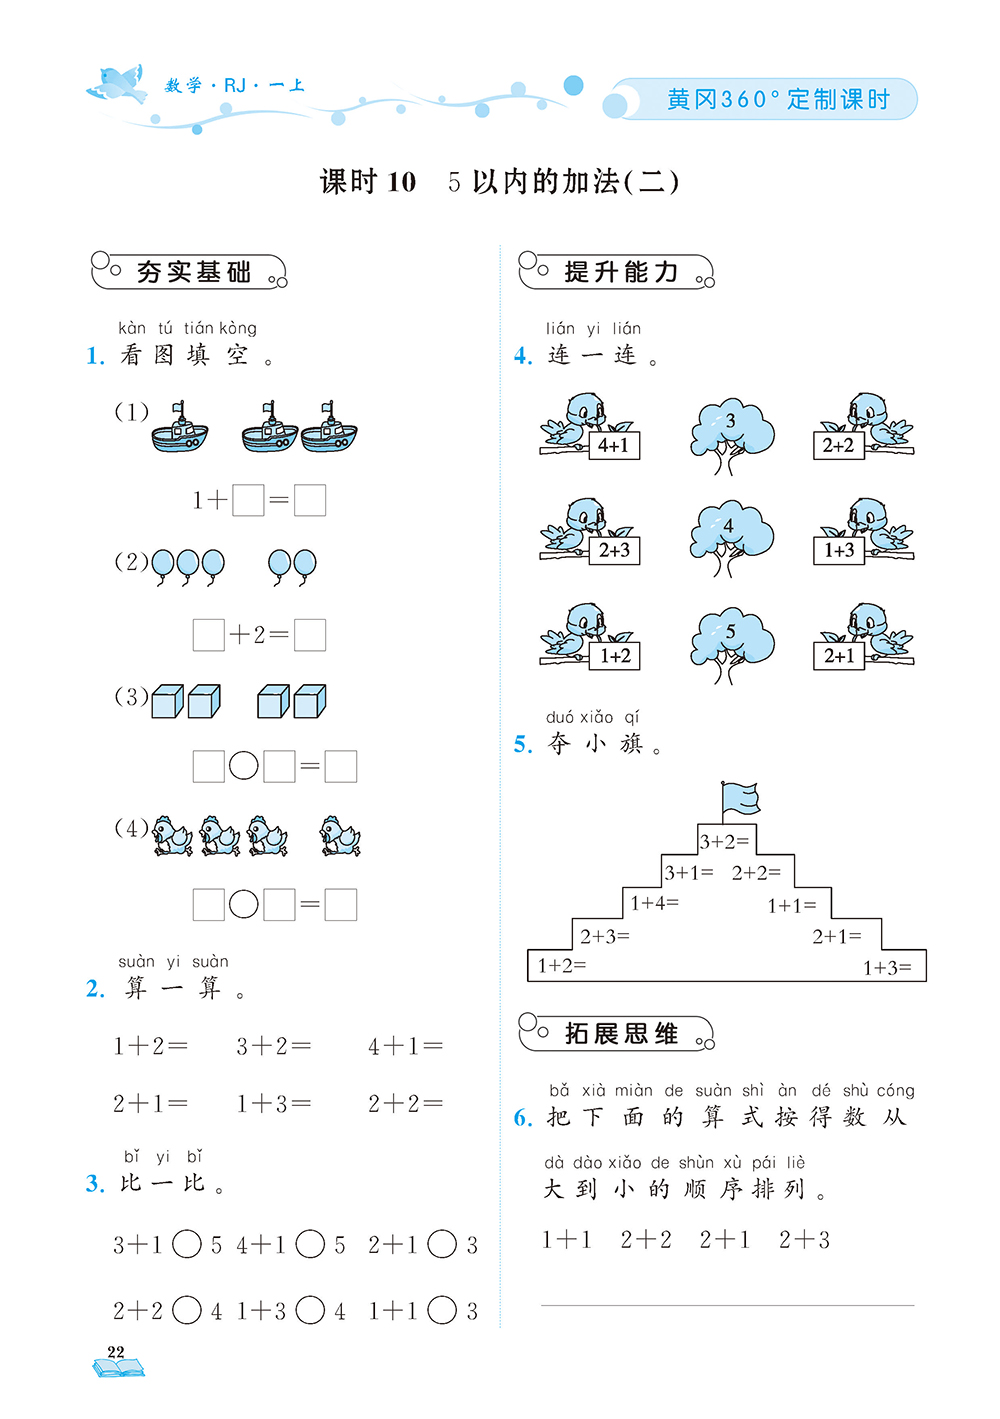 数学·RJ·一上
黄冈360°定制课时
课时10 5以内的加法(二)
夯实基础
kàn tú tián kòng
1. 看图填空。
(1)
1+□=□
(2)
□+2=□
(3)
□○□=□
(4)
□○□=□
suàn yi suàn
2. 算一算。
1+2= 3+2= 4+1=
2+1= 1+3= 2+2=
bǐ yi bǐ
3. 比一比。
3+1○5 4+1○5 2+1○3
2+2○4 1+3○4 1+1○3
提升能力
lián yi lián
4. 连一连。
4+1 3 2+2
2+3 4 1+3
1+2 5 2+1
duó xiǎo qí
5. 夺小旗。
3+2=
3+1= 2+2=
1+4= 1+1=
2+3= 2+1=
1+2= 1+3=
拓展思维
bǎ xià miàn de suàn shì àn dé shù cóng
6. 把下面的算式按得数从
dà dào xiǎo de shùn xù pái liè
大到小的顺序排列。
1+1 2+2 2+1 2+3
22